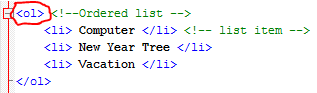 <ol> <!--Ordered list -->
<li> Computer </li> <!-- list item -->
<li> New Year Tree </li>
<li> Vacation </li>
</ol>